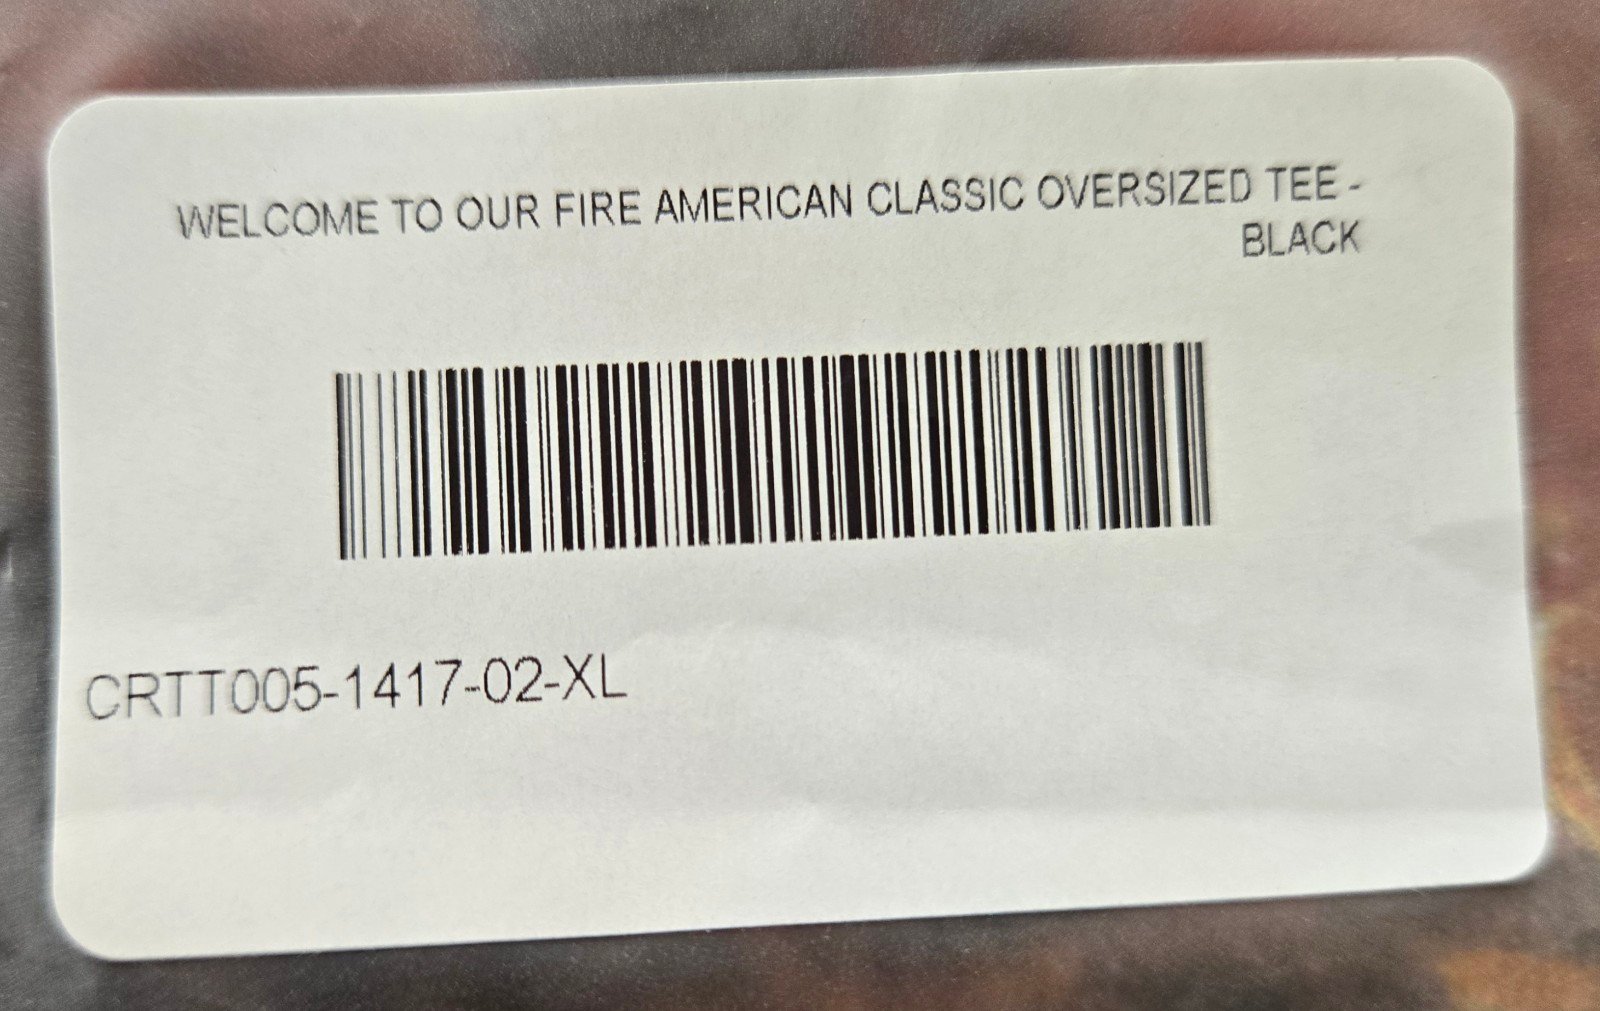 WELCOME TO OUR FIRE AMERICAN CLASSIC OVERSIZED TEE -
BLACK
CRTT005-1417-02-XL